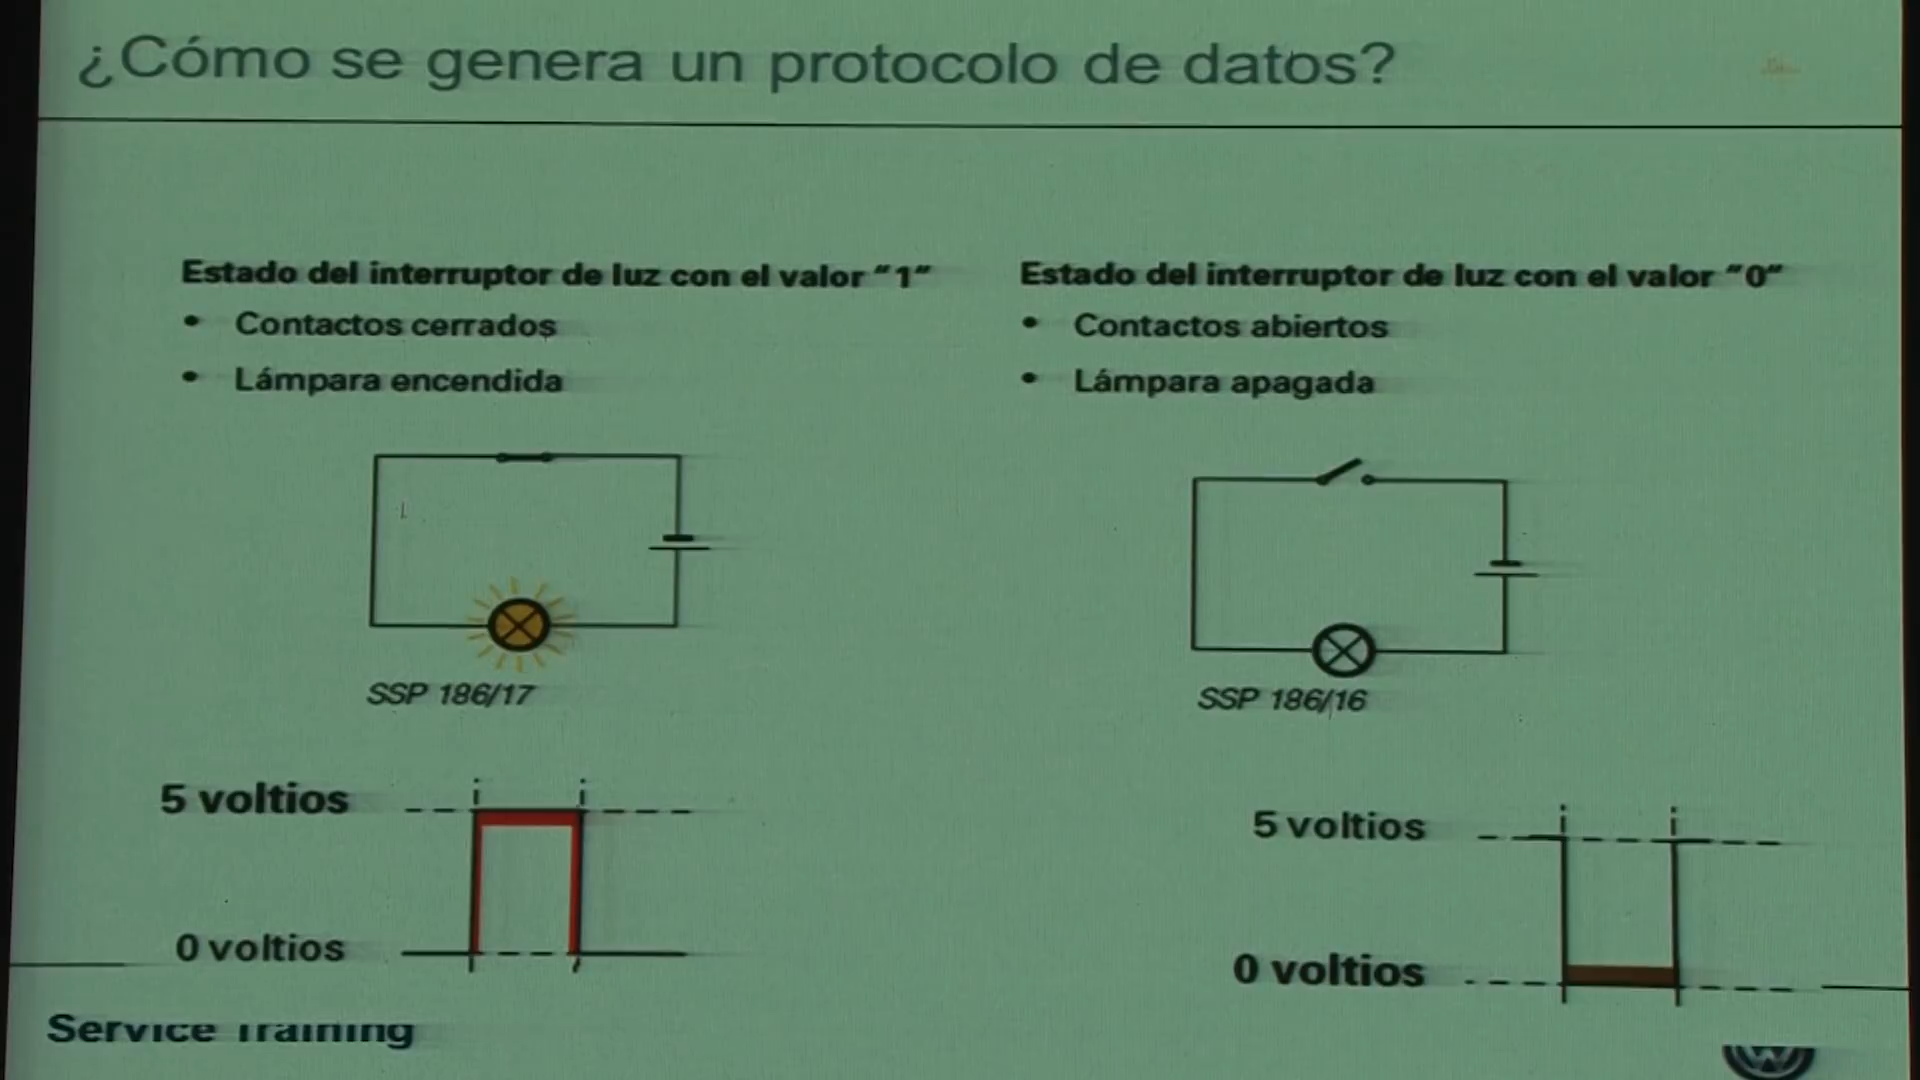 ¿Cómo se genera un protocolo de datos?
Estado del interruptor de luz con el valor “1”
• Contactos cerrados
• Lámpara encendida
SSP 186/17
5 voltios
0 voltios
Estado del interruptor de luz con el valor “0”
• Contactos abiertos
• Lámpara apagada
SSP 186/16
5 voltios
0 voltios
Service Training